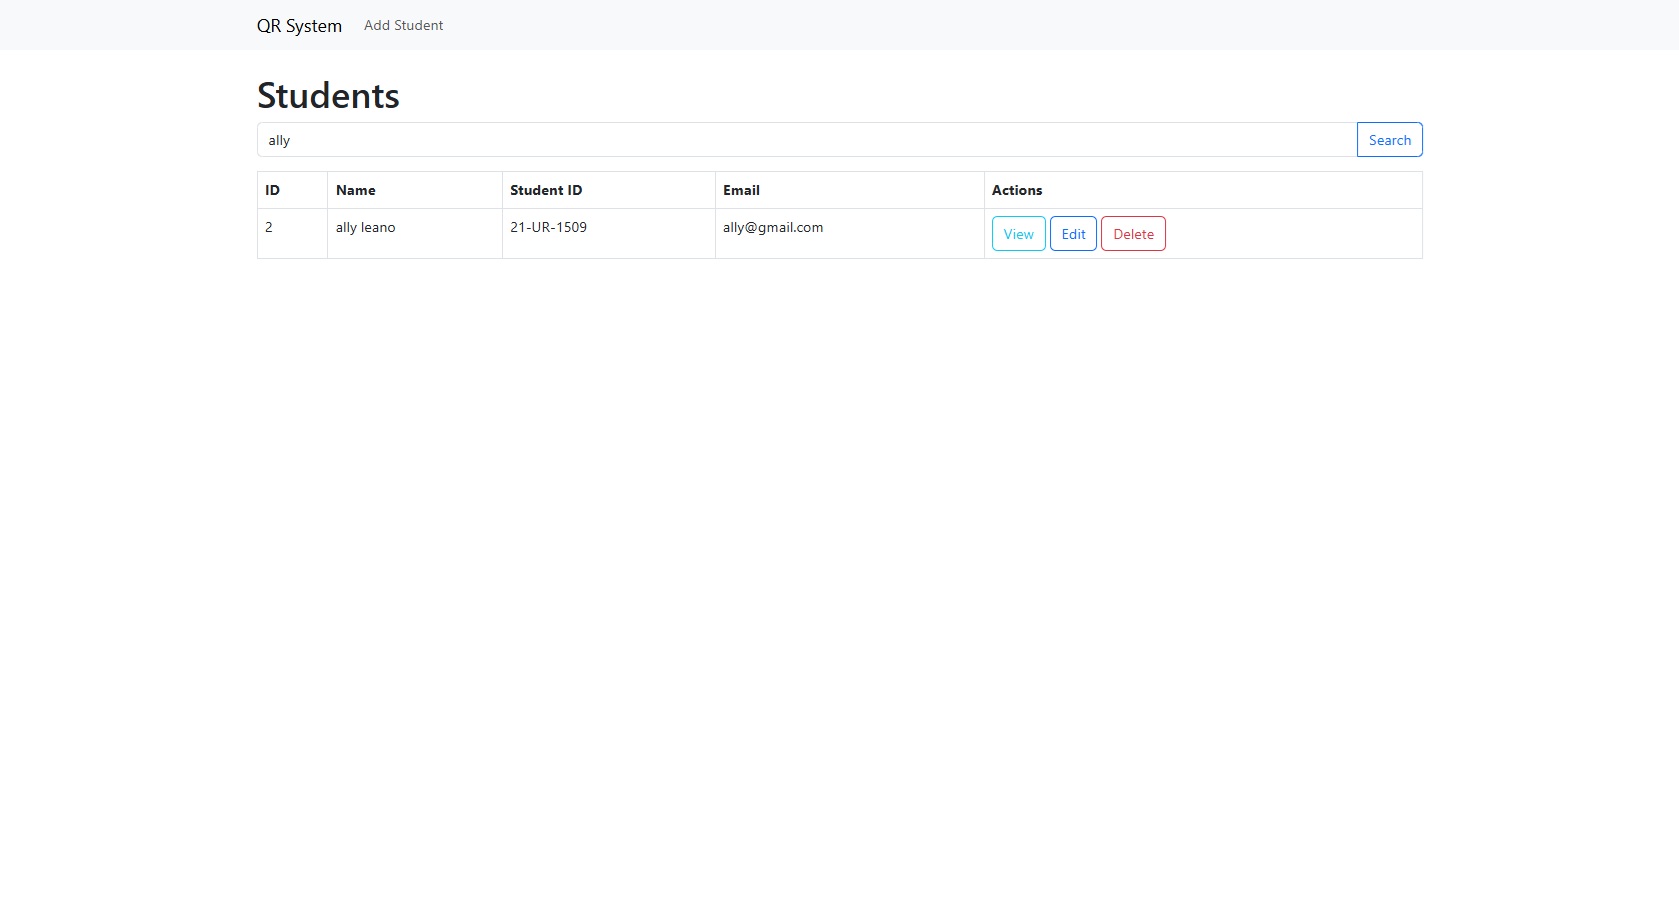 QR System Add Student
Students
ally Search
ID Name Student ID Email Actions
2 ally leano 21-UR-1509 ally@gmail.com View Edit Delete